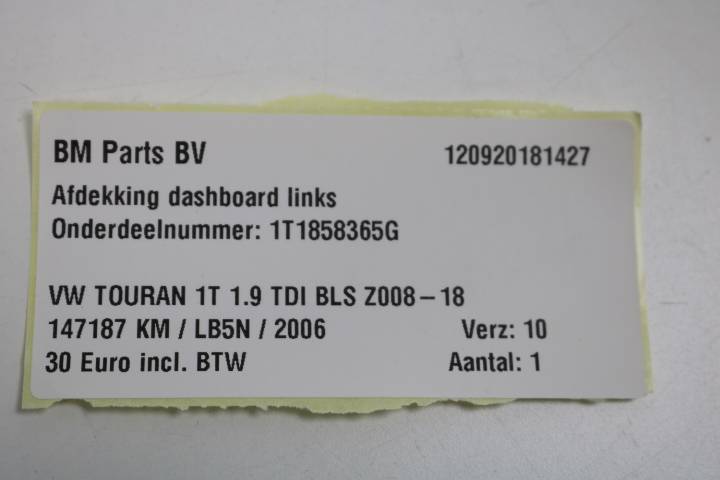 BM Parts BV 120920181427
Afdekking dashboard links
Onderdeelnummer: 1T1858365G
VW TOURAN 1T 1.9 TDI BLS Z008-18
147187 KM / LB5N / 2006 Verz: 10
30 Euro incl. BTW Aantal: 1